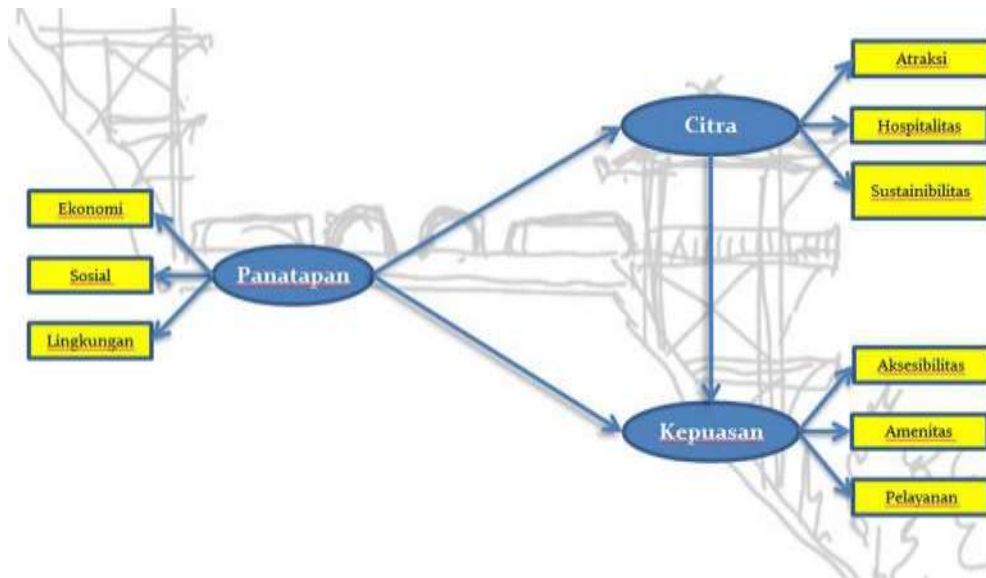 Atraksi
Citra
Hospitalitas
Sustainibilitas
Ekonomi
Panatapan
Sosial
Lingkungan
Aksesibilitas
Kepuasan
Amenitas
Pelayanan